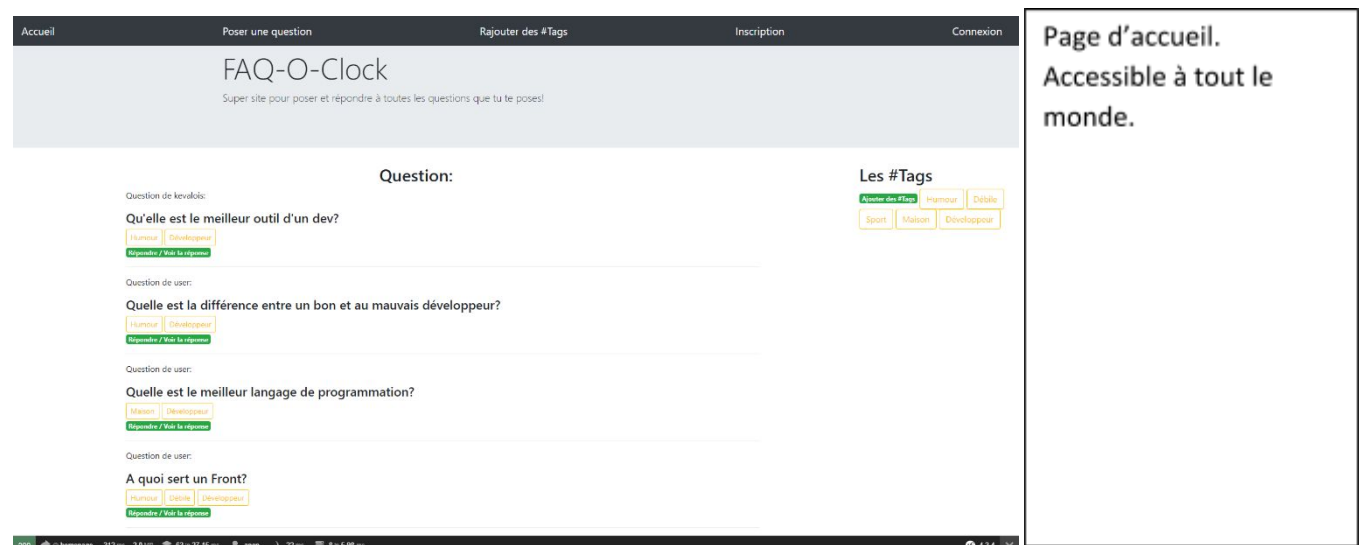 Accueil
Poser une question
Rajouter des #Tags
Inscription
Connexion
FAQ-O-Clock
Super site pour poser et répondre à toutes les questions que tu te poses!
Question:
Question de kevalois:
Qu'elle est le meilleur outil d'un dev?
Humour Développeur
Répondre / Voir la réponse
Question de user:
Quelle est la différence entre un bon et au mauvais développeur?
Humour Développeur
Répondre / Voir la réponse
Question de user:
Quelle est le meilleur langage de programmation?
Maison Développeur
Répondre / Voir la réponse
Question de user:
A quoi sert un Front?
Humour Débile Développeur
Répondre / Voir la réponse
Les #Tags
Ajouter des #Tags Humour Débile
Sport Maison Développeur
Page d'accueil.
Accessible à tout le
monde.